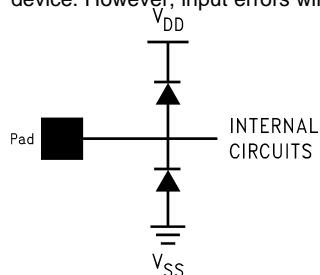 device. However, input errors wi
VDD
Pad
INTERNAL
CIRCUITS
VSS